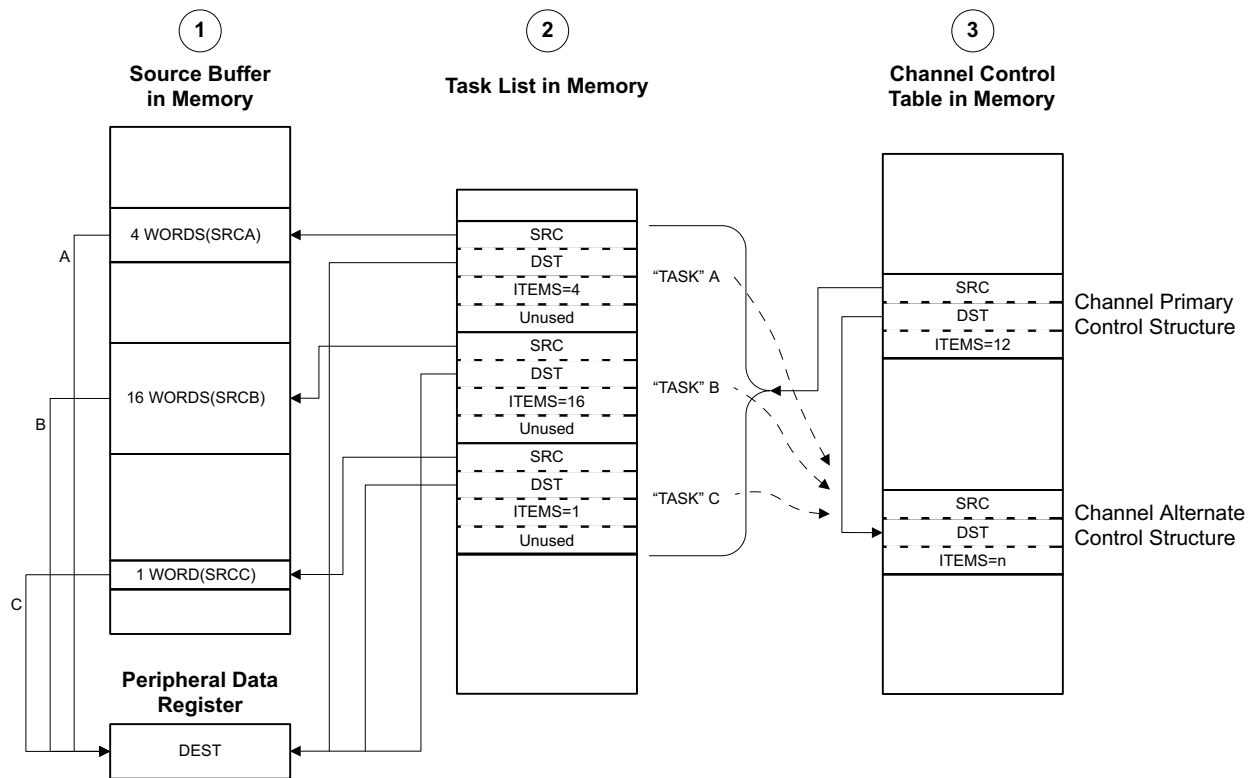 1
Source Buffer
in Memory
4 WORDS(SRCA)
16 WORDS(SRCB)
1 WORD(SRCC)
A
B
C
Peripheral Data
Register
DEST
2
Task List in Memory
SRC
DST
ITEMS=4
Unused
SRC
DST
ITEMS=16
Unused
SRC
DST
ITEMS=1
Unused
“TASK” A
“TASK” B
“TASK” C
3
Channel Control
Table in Memory
SRC
DST
ITEMS=12
Channel Primary
Control Structure
SRC
DST
ITEMS=n
Channel Alternate
Control Structure